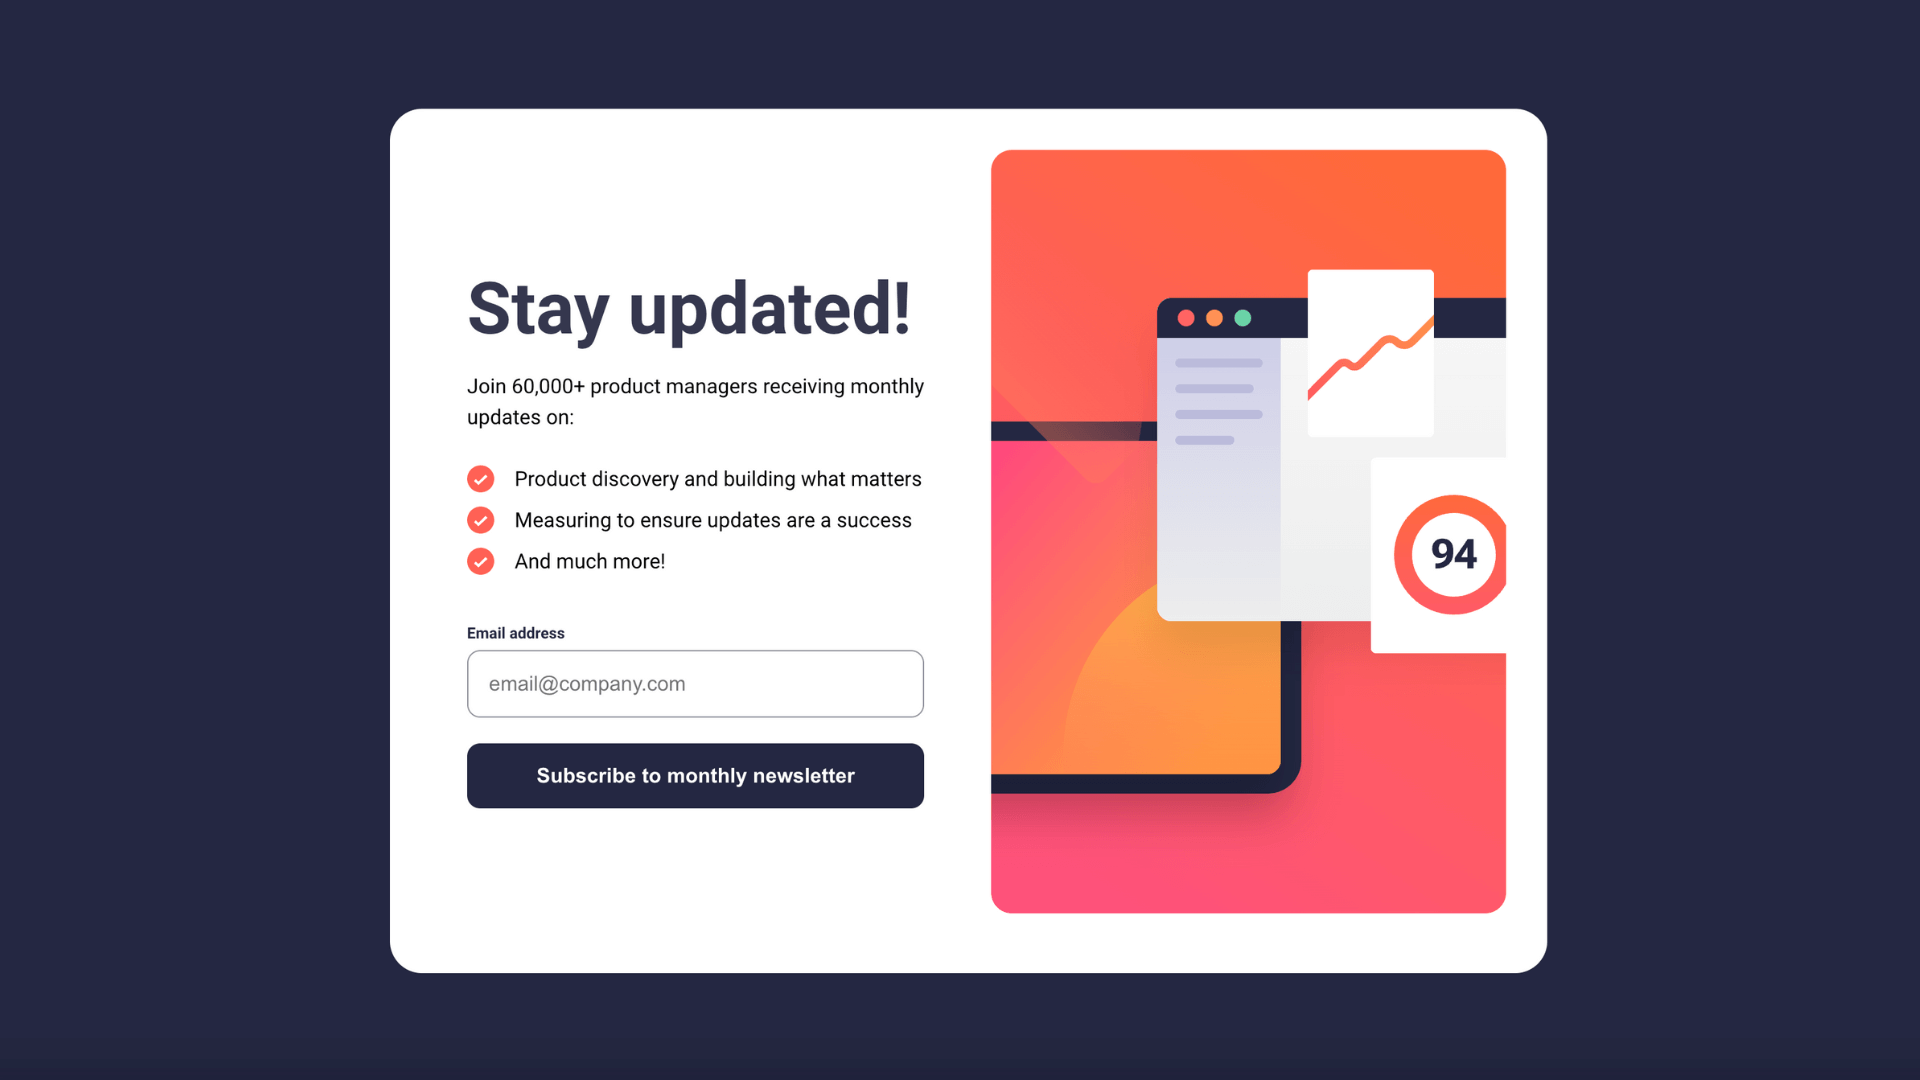 Stay updated!
Join 60,000+ product managers receiving monthly
updates on:
Product discovery and building what matters
Measuring to ensure updates are a success
And much more!
Email address
email@company.com
Subscribe to monthly newsletter
94